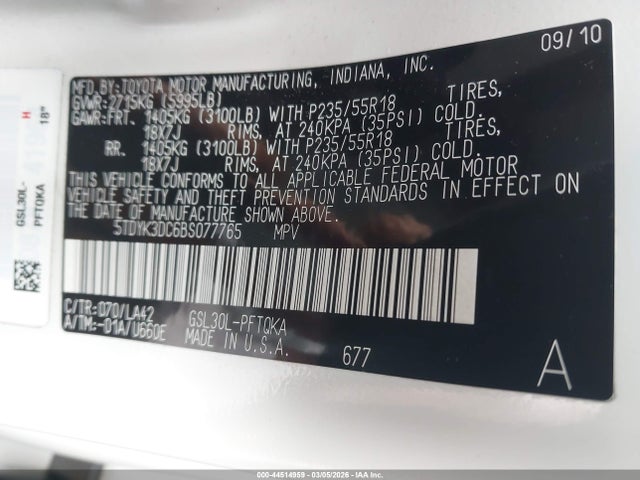 09/10
MFD. BY: TOYOTA MOTOR MANUFACTURING, INDIANA, INC.
GVWR: 2715KG (5995LB)
GAWR: FRT. 1405KG (3100LB) WITH P235/55R18 TIRES,
18X7J RIMS, AT 240KPA (35PSI) COLD.
RR. 1405KG (3100LB) WITH P235/55R18 TIRES,
18X7J RIMS, AT 240KPA (35PSI) COLD.
THIS VEHICLE CONFORMS TO ALL APPLICABLE FEDERAL MOTOR
VEHICLE SAFETY AND THEFT PREVENTION STANDARDS IN EFFECT ON
THE DATE OF MANUFACTURE SHOWN ABOVE.
5TDYK3DC6BS077765 MPV
C/TR: 070/LA42 GSL30L-PFTQKA
A/TM: -01A/U660E MADE IN U.S.A.
677
A
GSL30L-
PFTQKA
H
18"
000-44514959 - 03/05/2026 - IAA Inc.